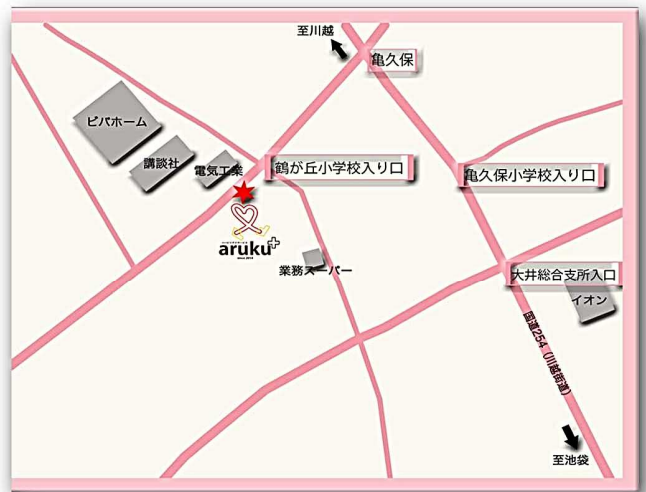 至川越
亀久保
ビバホーム
講談社
電気工業
鶴が丘小学校入り口
亀久保小学校入り口
aruku+
業務スーパー
大井総合支所入口
イオン
国道254（川越街道）
至池袋